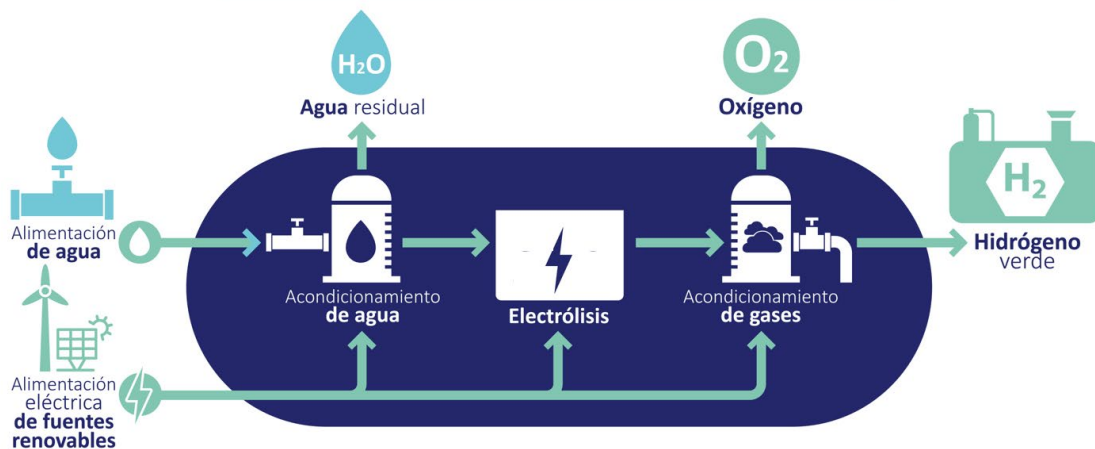 H₂O
Agua residual
O₂
Oxígeno
H₂
Hidrógeno
verde
Alimentación
de agua
Acondicionamiento
de agua
Electrólisis
Acondicionamiento
de gases
Alimentación
eléctrica
de fuentes
renovables